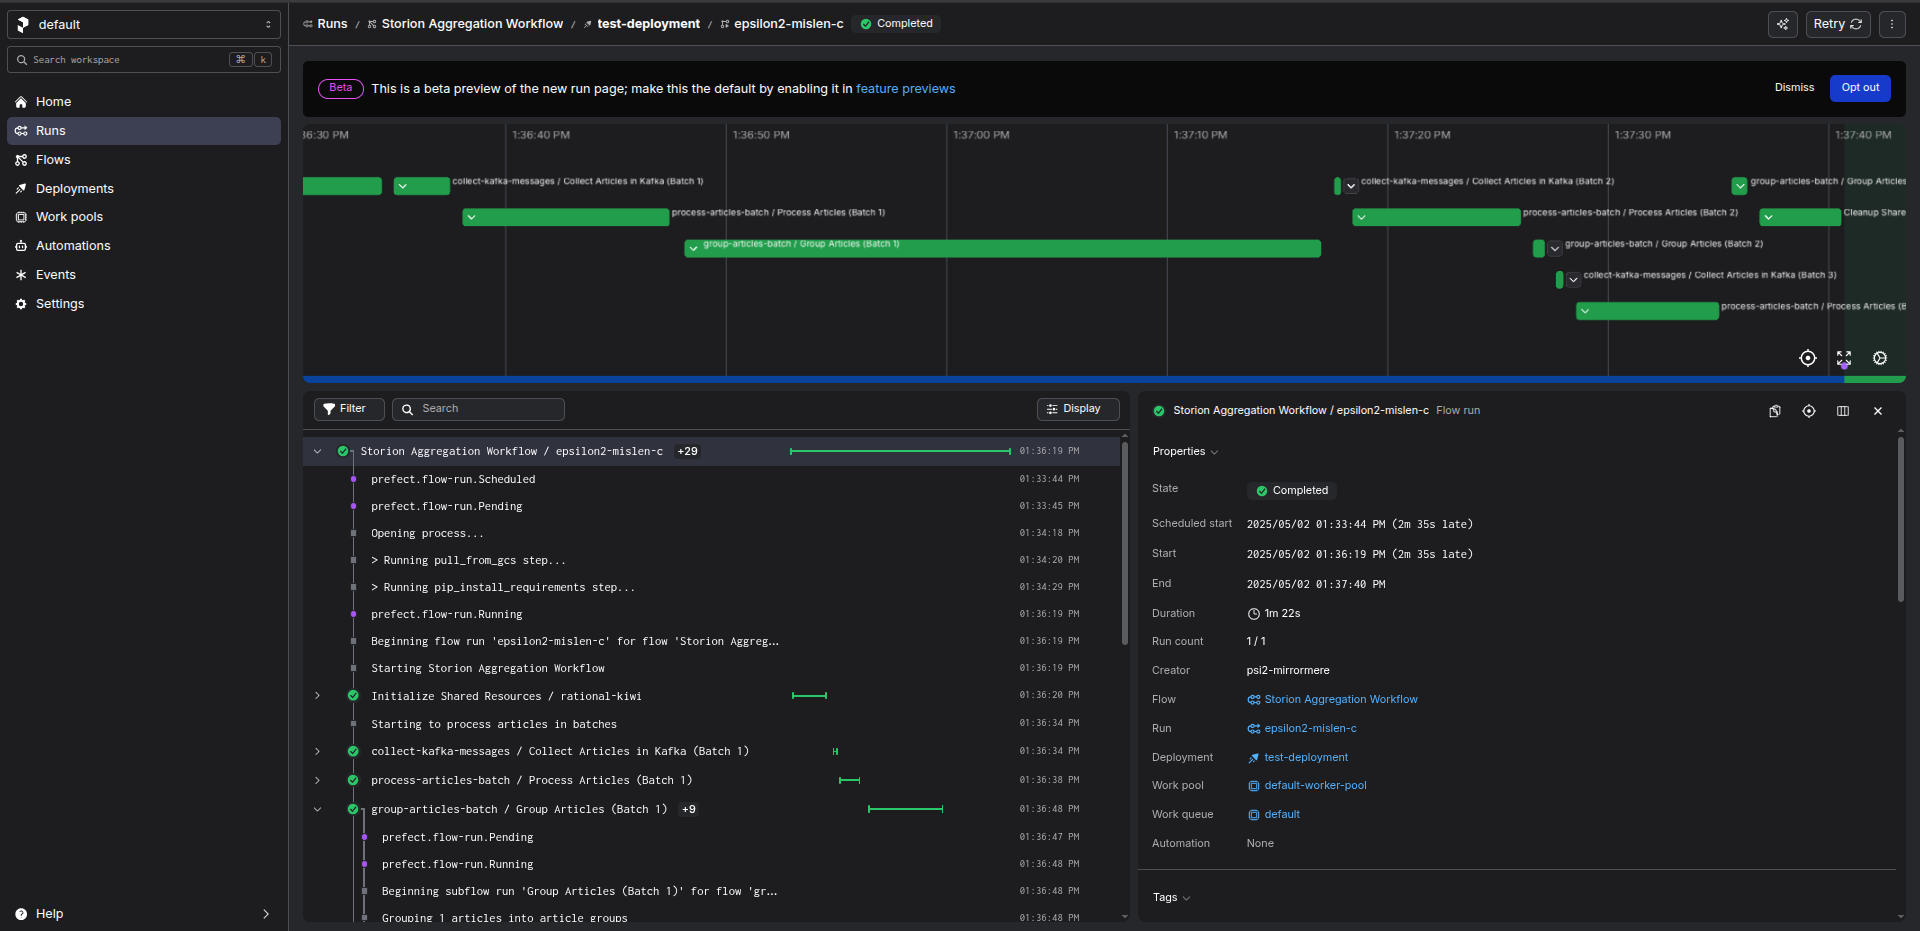 default
Runs / Storion Aggregation Workflow / test-deployment / epsilon2-mislen-c Completed
Retry
Search workspace ⌘ k
Home
Runs
Flows
Deployments
Work pools
Automations
Events
Settings
Help
Beta This is a beta preview of the new run page; make this the default by enabling it in feature previews
Dismiss Opt out
36:30 PM 1:36:40 PM 1:36:50 PM 1:37:00 PM 1:37:10 PM 1:37:20 PM 1:37:30 PM 1:37:40 PM
collect-kafka-messages / Collect Articles in Kafka (Batch 1) collect-kafka-messages / Collect Articles in Kafka (Batch 2) group-articles-batch / Group Articles
process-articles-batch / Process Articles (Batch 1) process-articles-batch / Process Articles (Batch 2) Cleanup Share
group-articles-batch / Group Articles (Batch 1) group-articles-batch / Group Articles (Batch 2)
collect-kafka-messages / Collect Articles in Kafka (Batch 3)
process-articles-batch / Process Articles (B
Filter Search Display
Storion Aggregation Workflow / epsilon2-mislen-c +29 01:36:19 PM
prefect.flow-run.Scheduled 01:33:44 PM
prefect.flow-run.Pending 01:33:45 PM
Opening process... 01:34:18 PM
> Running pull_from_gcs step... 01:34:20 PM
> Running pip_install_requirements step... 01:34:29 PM
prefect.flow-run.Running 01:36:19 PM
Beginning flow run 'epsilon2-mislen-c' for flow 'Storion Aggreg... 01:36:19 PM
Starting Storion Aggregation Workflow 01:36:19 PM
Initialize Shared Resources / rational-kiwi 01:36:20 PM
Starting to process articles in batches 01:36:34 PM
collect-kafka-messages / Collect Articles in Kafka (Batch 1) 01:36:34 PM
process-articles-batch / Process Articles (Batch 1) 01:36:38 PM
group-articles-batch / Group Articles (Batch 1) +9 01:36:48 PM
prefect.flow-run.Pending 01:36:47 PM
prefect.flow-run.Running 01:36:48 PM
Beginning subflow run 'Group Articles (Batch 1)' for flow 'gr... 01:36:48 PM
Grouping 1 articles into article groups 01:36:48 PM
Storion Aggregation Workflow / epsilon2-mislen-c Flow run
Properties
State Completed
Scheduled start 2025/05/02 01:33:44 PM (2m 35s late)
Start 2025/05/02 01:36:19 PM (2m 35s late)
End 2025/05/02 01:37:40 PM
Duration 1m 22s
Run count 1 / 1
Creator psi2-mirrormere
Flow Storion Aggregation Workflow
Run epsilon2-mislen-c
Deployment test-deployment
Work pool default-worker-pool
Work queue default
Automation None
Tags